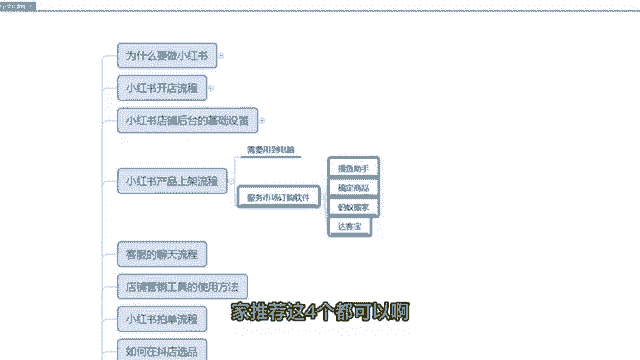 为什么要做小红书
小红书开店流程
小红书店铺后台的基础设置
需要用到电脑
小红书产品上架流程
服务市场订购软件
摸鱼助手
搞定商品
蚂蚁搬家
达客宝
客服的聊天流程
店铺营销工具的使用方法
小红书拍单流程
如何在抖店选品
家推荐这4个都可以啊